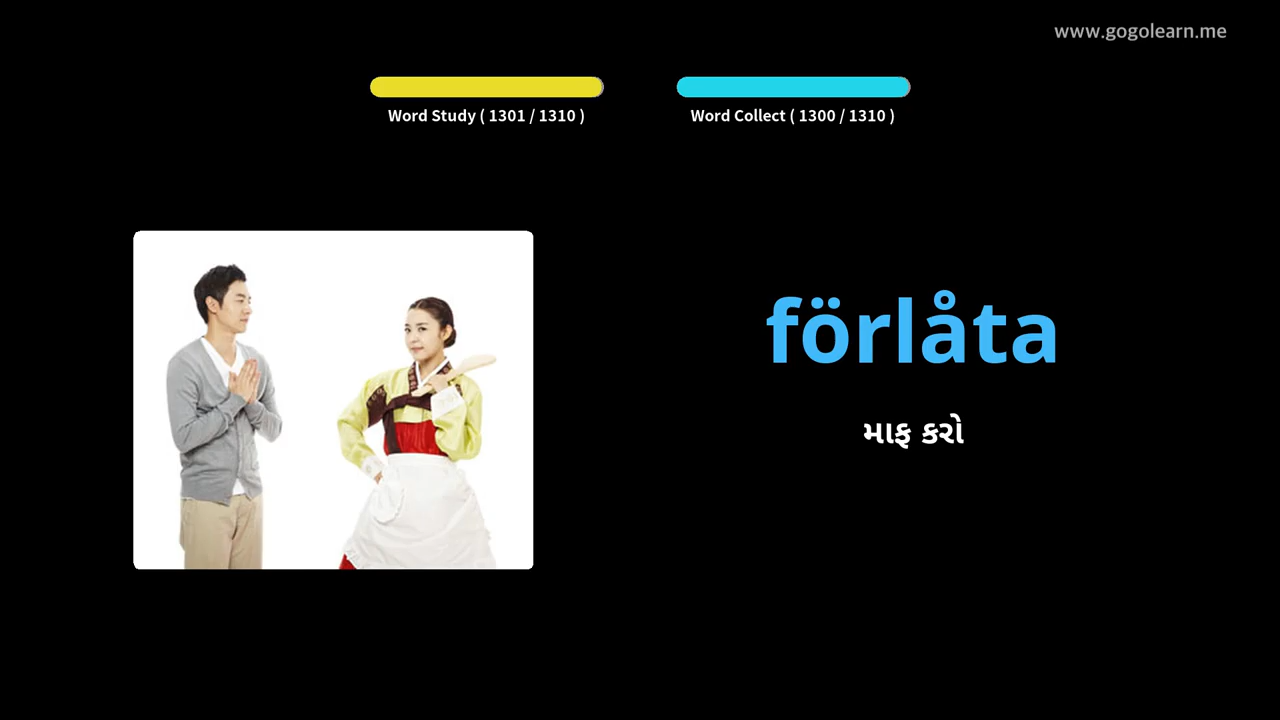 www.gogolearn.me
Word Study ( 1301 / 1310 )
Word Collect ( 1300 / 1310 )
förlåta
માફ કરો